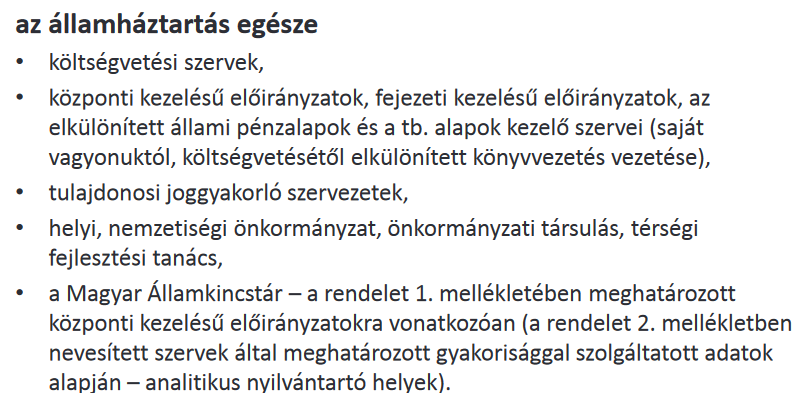 az államháztartás egésze
• költségvetési szervek,
• központi kezelésű előirányzatok, fejezeti kezelésű előirányzatok, az
elkülönített állami pénzalapok és a tb. alapok kezelő szervei (saját
vagyonuktól, költségvetésétől elkülönített könyvvezetés vezetése),
• tulajdonosi joggyakorló szervezetek,
• helyi, nemzetiségi önkormányzat, önkormányzati társulás, térségi
fejlesztési tanács,
• a Magyar Államkincstár – a rendelet 1. mellékletében meghatározott
központi kezelésű előirányzatokra vonatkozóan (a rendelet 2. mellékletben
nevesített szervek által meghatározott gyakorisággal szolgáltatott adatok
alapján – analitikus nyilvántartó helyek).